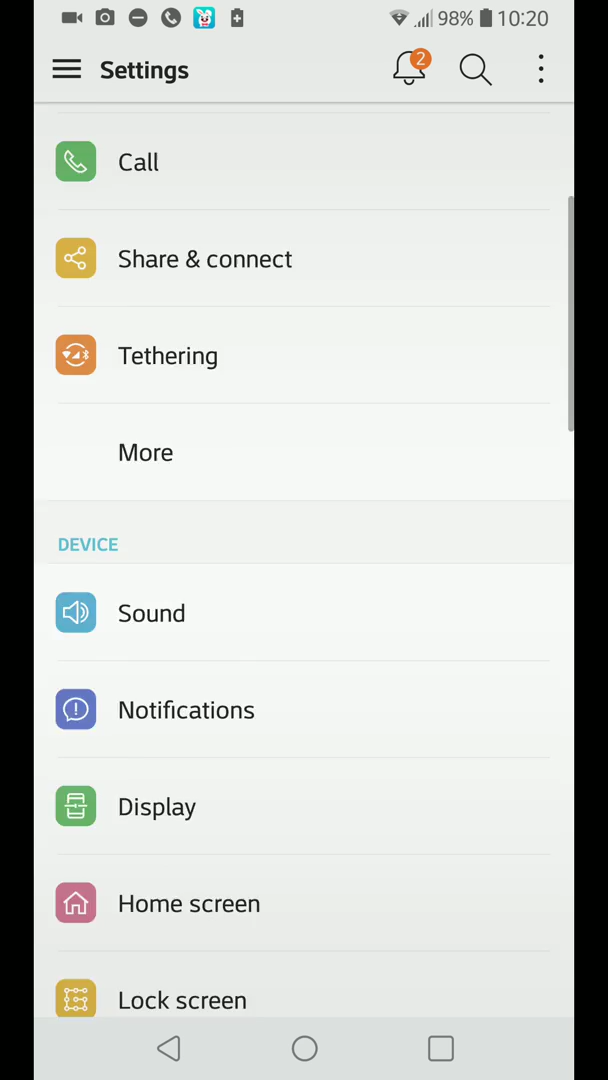 98% 10:20
Settings 2
Call
Share & connect
Tethering
More
DEVICE
Sound
Notifications
Display
Home screen
Lock screen